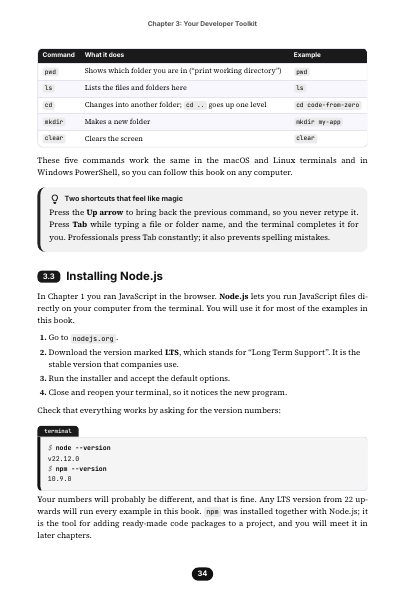 Chapter 3: Your Developer Toolkit
Command What it does Example
pwd Shows which folder you are in (“print working directory”) pwd
ls Lists the files and folders here ls
cd Changes into another folder; cd .. goes up one level cd code-from-zero
mkdir Makes a new folder mkdir my-app
clear Clears the screen clear
These five commands work the same in the macOS and Linux terminals and in
Windows PowerShell, so you can follow this book on any computer.
Two shortcuts that feel like magic
Press the Up arrow to bring back the previous command, so you never retype it.
Press Tab while typing a file or folder name, and the terminal completes it for
you. Professionals press Tab constantly; it also prevents spelling mistakes.
3.3 Installing Node.js
In Chapter 1 you ran JavaScript in the browser. Node.js lets you run JavaScript files di-
rectly on your computer from the terminal. You will use it for most of the examples in
this book.
1. Go to nodejs.org.
2. Download the version marked LTS, which stands for “Long Term Support”. It is the
stable version that companies use.
3. Run the installer and accept the default options.
4. Close and reopen your terminal, so it notices the new program.
Check that everything works by asking for the version numbers:
terminal
$ node --version
v22.12.0
$ npm --version
10.9.0
Your numbers will probably be different, and that is fine. Any LTS version from 22 up-
wards will run every example in this book. npm was installed together with Node.js; it
is the tool for adding ready-made code packages to a project, and you will meet it in
later chapters.
34